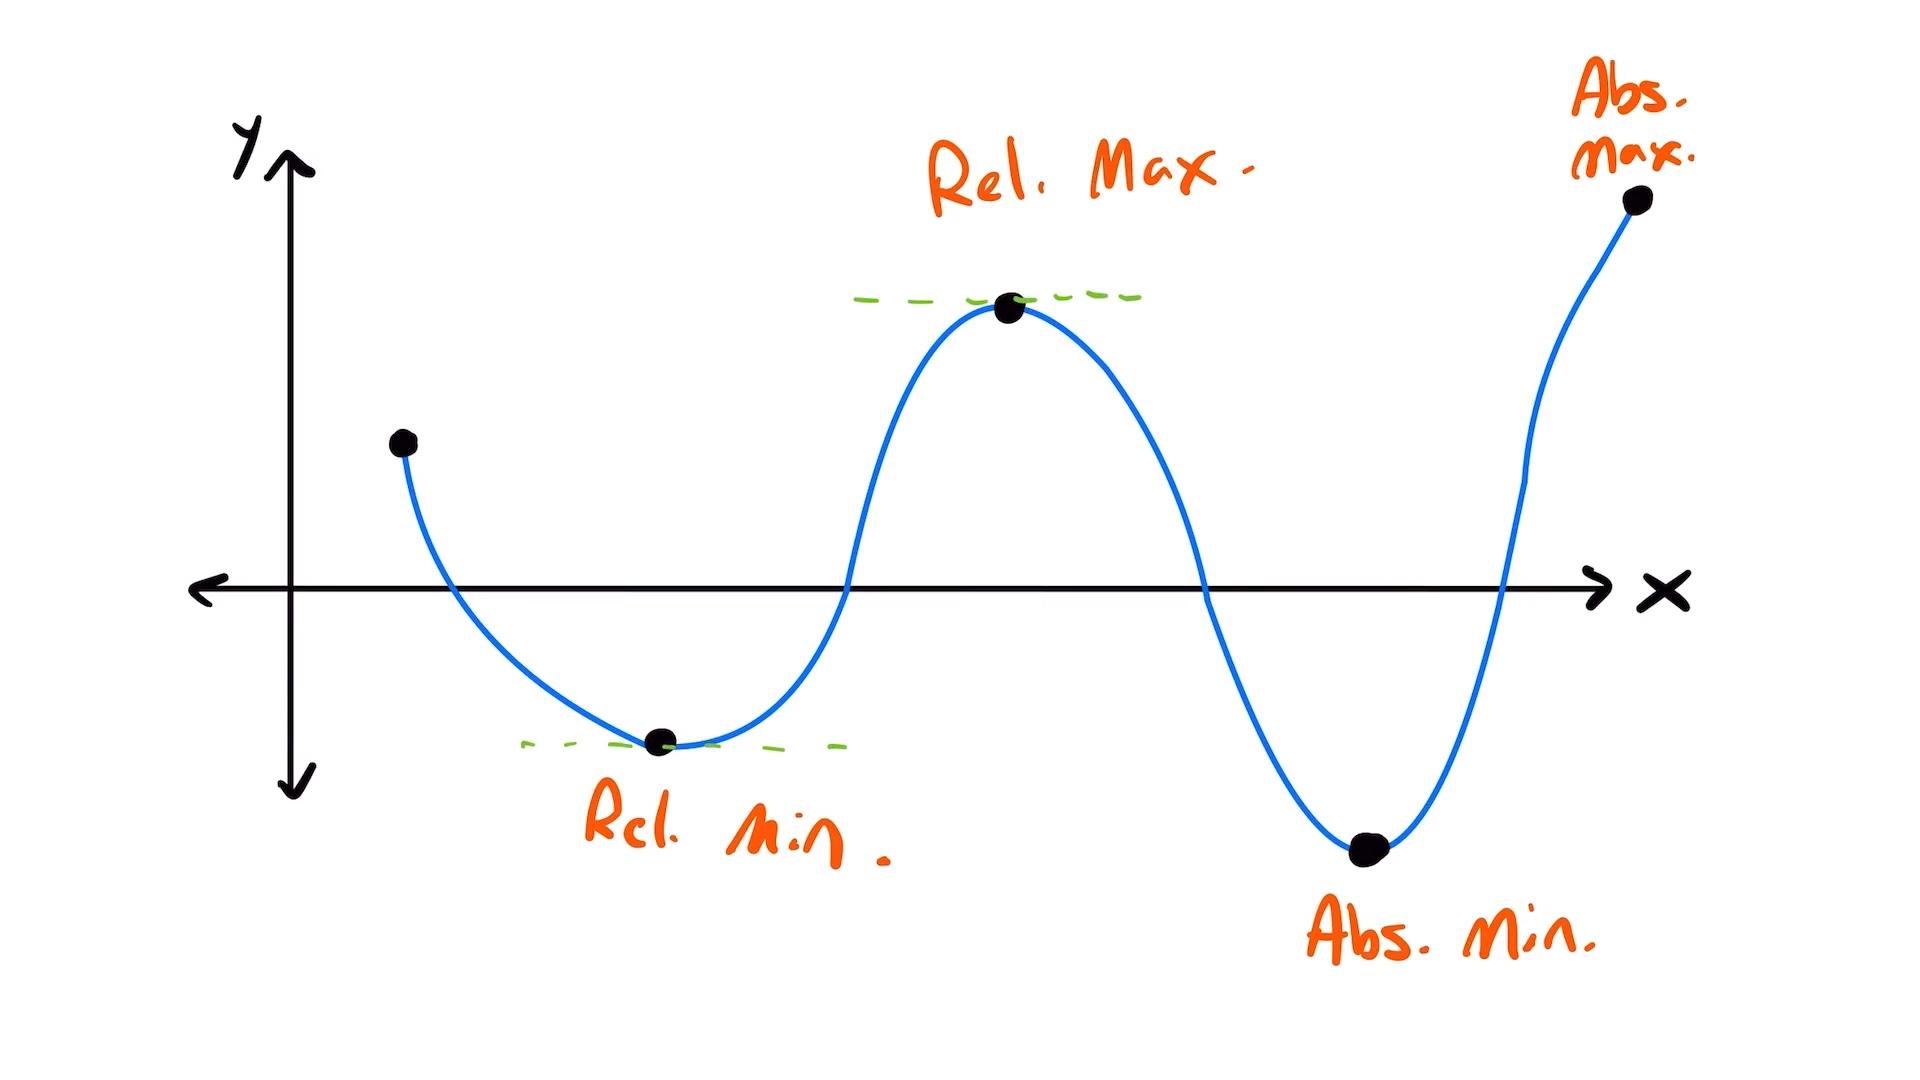 Abs.
Max.
Rel. Max.
y
x
Rel. Min.
Abs. Min.